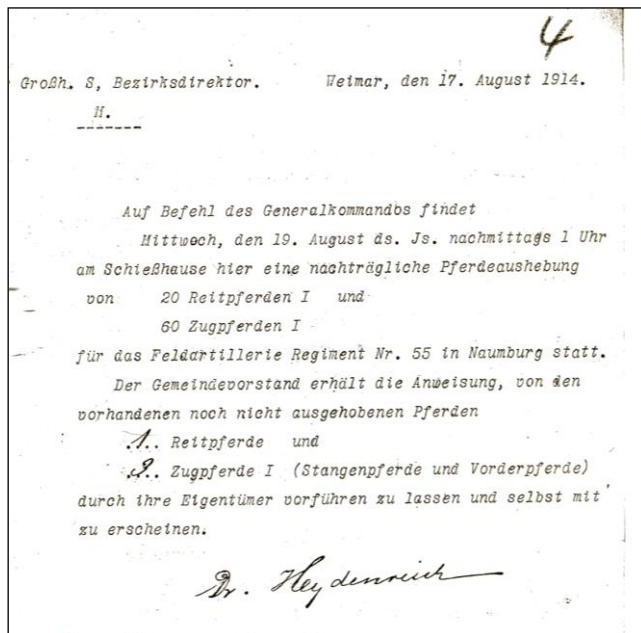 4
Großh. S, Bezirksdirektor. Weimar, den 17. August 1914.
M.
Auf Befehl des Generalkommandos findet
Mittwoch, den 19. August ds. Js. nachmittags 1 Uhr
am Schießhause hier eine nachträgliche Pferdeaushebung
von 20 Reitpferden I und
60 Zugpferden I
für das Feldartillerie Regiment Nr. 55 in Naumburg statt.
Der Gemeindevorstand erhält die Anweisung, von den
vorhandenen noch nicht ausgehobenen Pferden
.1.. Reitpferde und
Zugpferde I (Stangenpferde und Vorderpferde)
durch ihre Eigentümer vorführen zu lassen und selbst mit
zu erscheinen.
Dr. Heydenreich